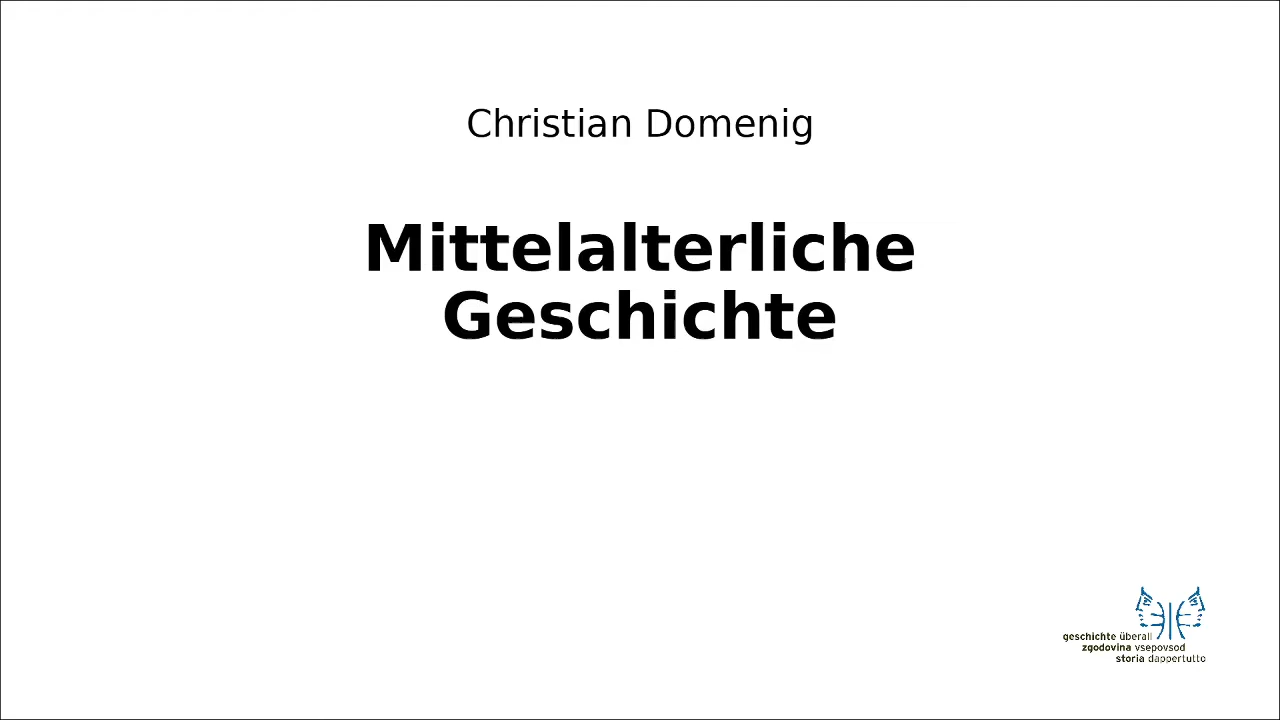 Christian Domenig
Mittelalterliche
Geschichte
geschichte überall
zgodovina vsepovsod
storia dappertutto